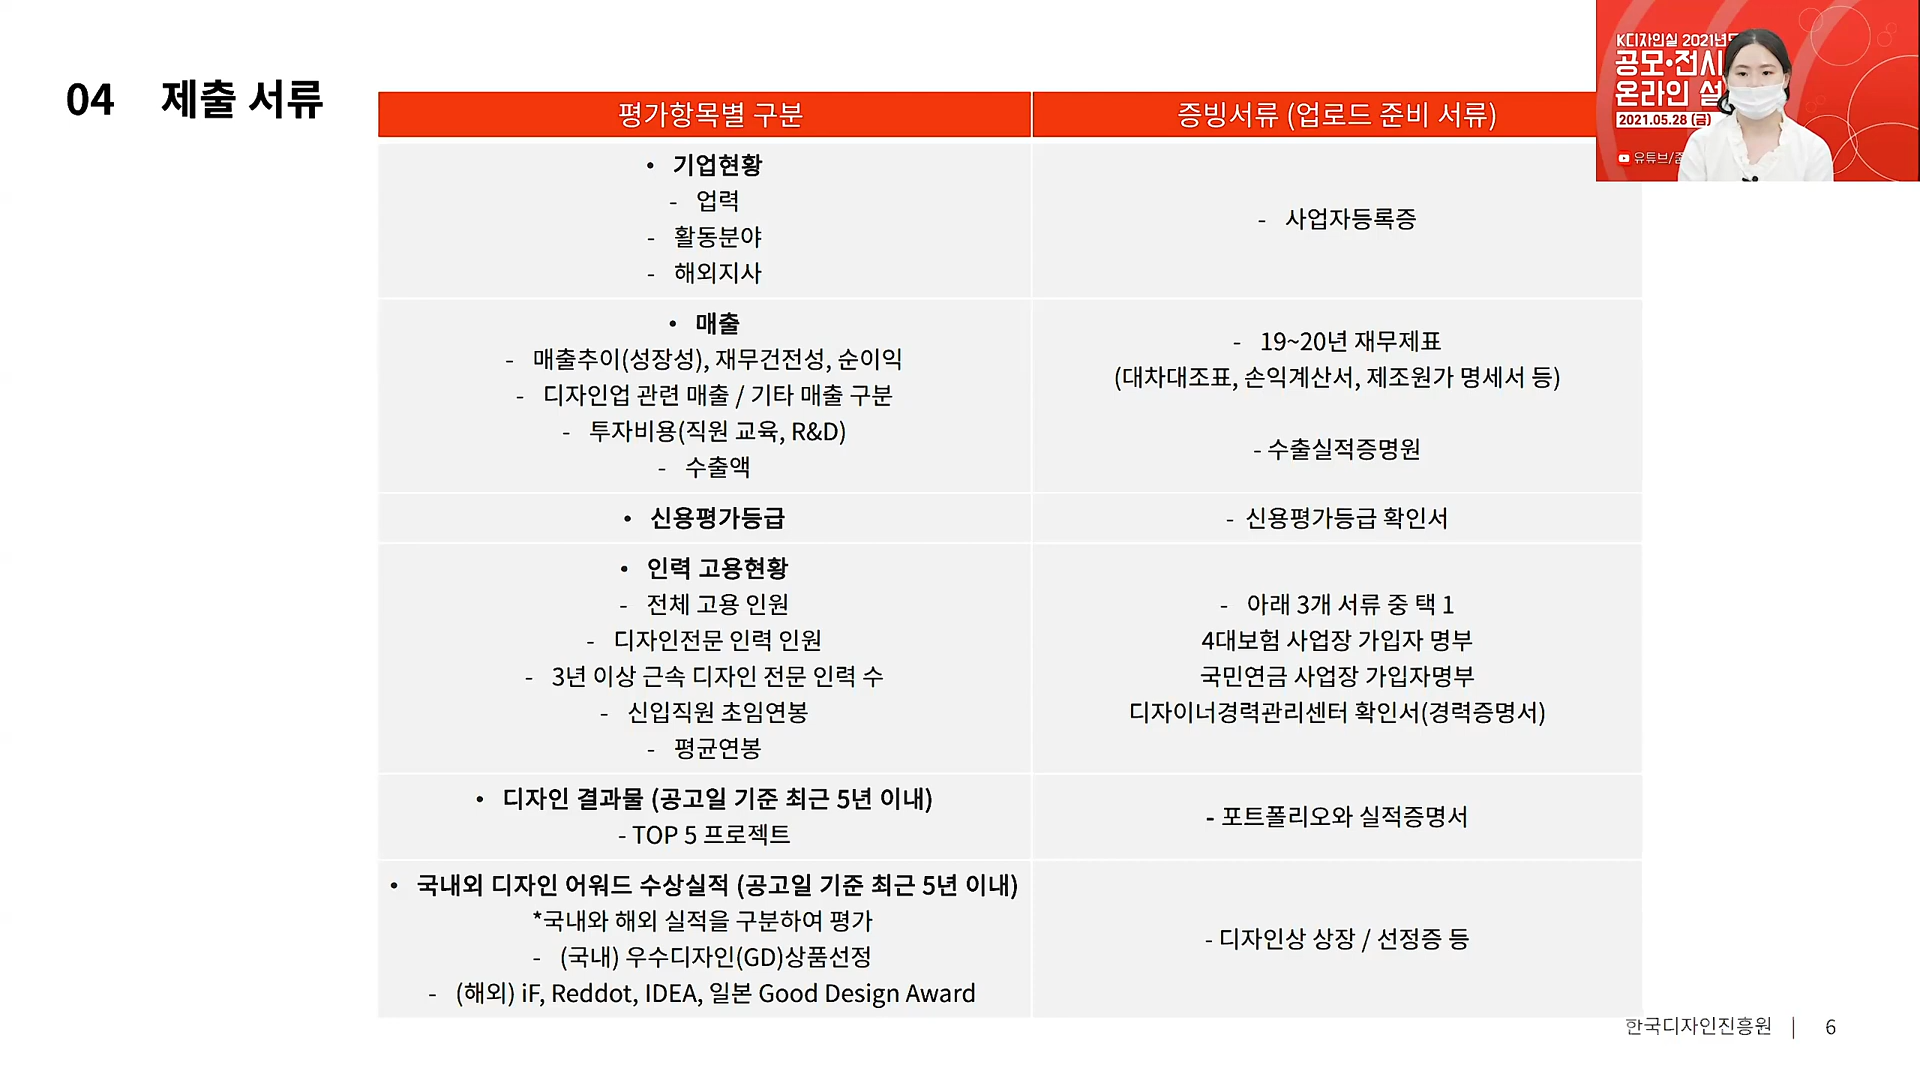 04 제출 서류
평가항목별 구분
증빙서류 (업로드 준비 서류)
• 기업현황
- 업력
- 활동분야
- 해외지사
- 사업자등록증
• 매출
- 매출추이(성장성), 재무건전성, 순이익
- 디자인업 관련 매출 / 기타 매출 구분
- 투자비용(직원 교육, R&D)
- 수출액
- 19~20년 재무제표
(대차대조표, 손익계산서, 제조원가 명세서 등)
- 수출실적증명원
• 신용평가등급
- 신용평가등급 확인서
• 인력 고용현황
- 전체 고용 인원
- 디자인전문 인력 인원
- 3년 이상 근속 디자인 전문 인력 수
- 신입직원 초임연봉
- 평균연봉
- 아래 3개 서류 중 택 1
4대보험 사업장 가입자 명부
국민연금 사업장 가입자명부
디자이너경력관리센터 확인서(경력증명서)
• 디자인 결과물 (공고일 기준 최근 5년 이내)
- TOP 5 프로젝트
- 포트폴리오와 실적증명서
• 국내외 디자인 어워드 수상실적 (공고일 기준 최근 5년 이내)
*국내와 해외 실적을 구분하여 평가
- (국내) 우수디자인(GD)상품선정
- (해외) iF, Reddot, IDEA, 일본 Good Design Award
- 디자인상 상장 / 선정증 등
K디자인실 2021년도
공모•전시
온라인 설
2021.05.28 (금)
유튜브/줌
한국디자인진흥원 | 6